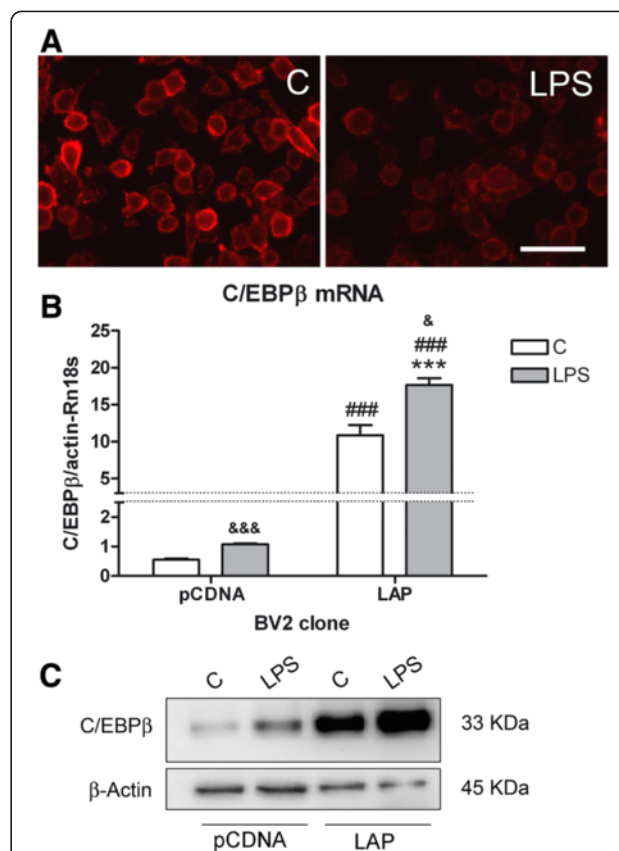 A
C
LPS
C/EBPβ mRNA
B
C/EBPβ/actin-Rn18s
25
20
15
10
5
2
1
0
&&&
###
&
###
***
C
LPS
pCDNA
LAP
BV2 clone
C
C
LPS
C
LPS
C/EBPβ
33 KDa
β-Actin
45 KDa
pCDNA
LAP